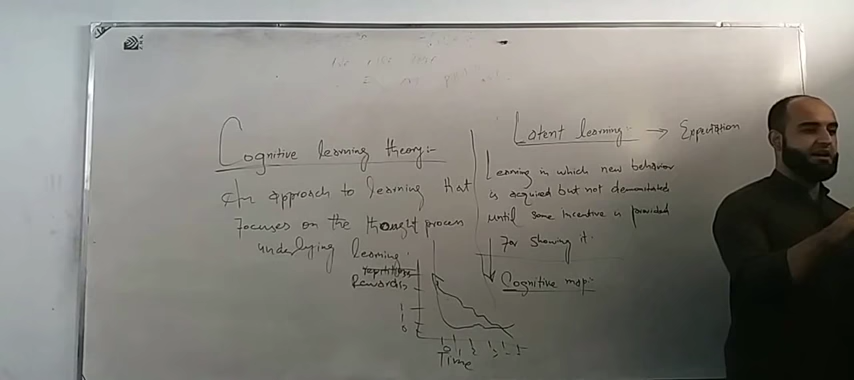 Cognitive learning theory:-
An approach to learning that
Focuses on the thought process
underlying learning.
Rewards
0
Time
Latent learning:- → Expectation
Learning in which new behavior
is acquired but not demonstrated
until some incentive is provided
For showing it.
Cognitive map:-